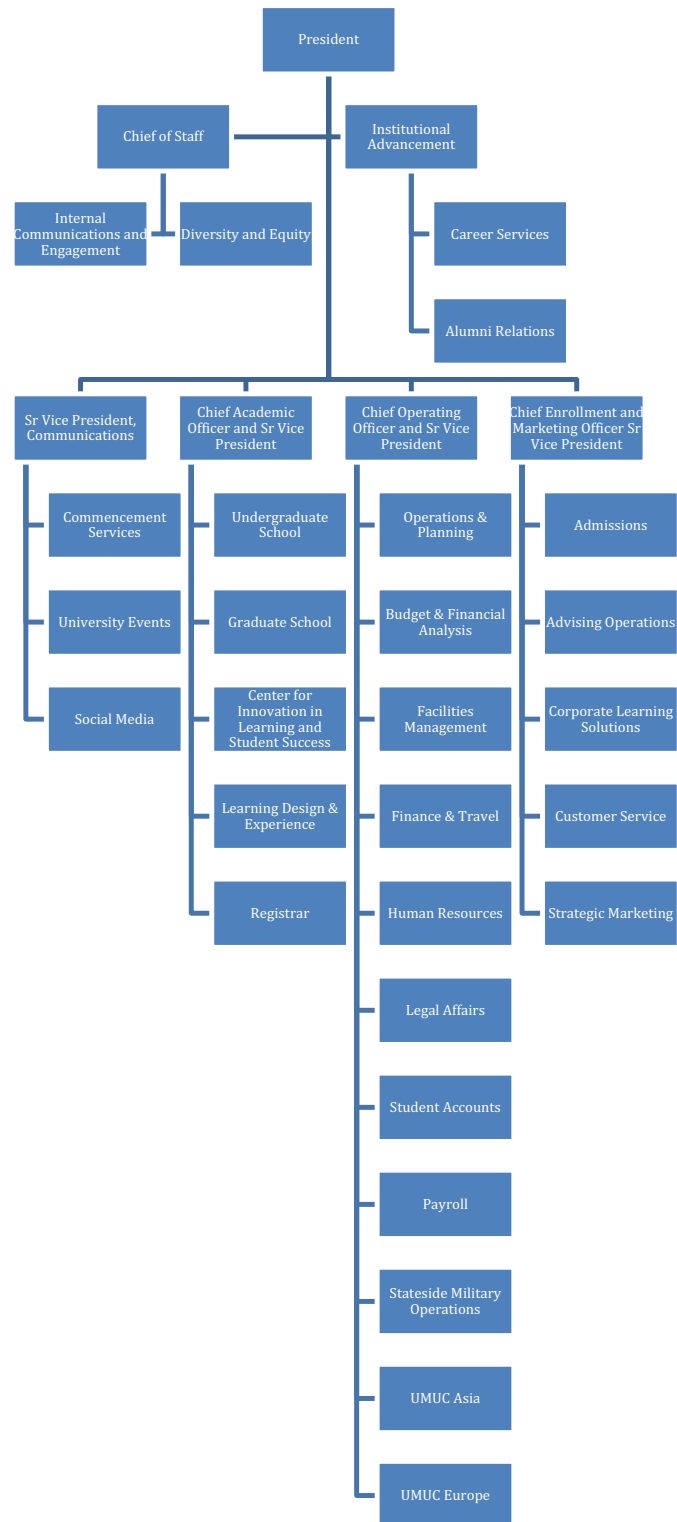 President
Chief of Staff
Institutional
Advancement
Internal
Communications and
Engagement
Diversity and Equity
Career Services
Alumni Relations
Sr Vice President,
Communications
Chief Academic
Officer and Sr Vice
President
Chief Operating
Officer and Sr Vice
President
Chief Enrollment and
Marketing Officer Sr
Vice President
Commencement
Services
University Events
Social Media
Undergraduate
School
Graduate School
Center for
Innovation in
Learning and
Student Success
Learning Design &
Experience
Registrar
Operations &
Planning
Budget & Financial
Analysis
Facilities
Management
Finance & Travel
Human Resources
Legal Affairs
Student Accounts
Payroll
Stateside Military
Operations
UMUC Asia
UMUC Europe
Admissions
Advising Operations
Corporate Learning
Solutions
Customer Service
Strategic Marketing